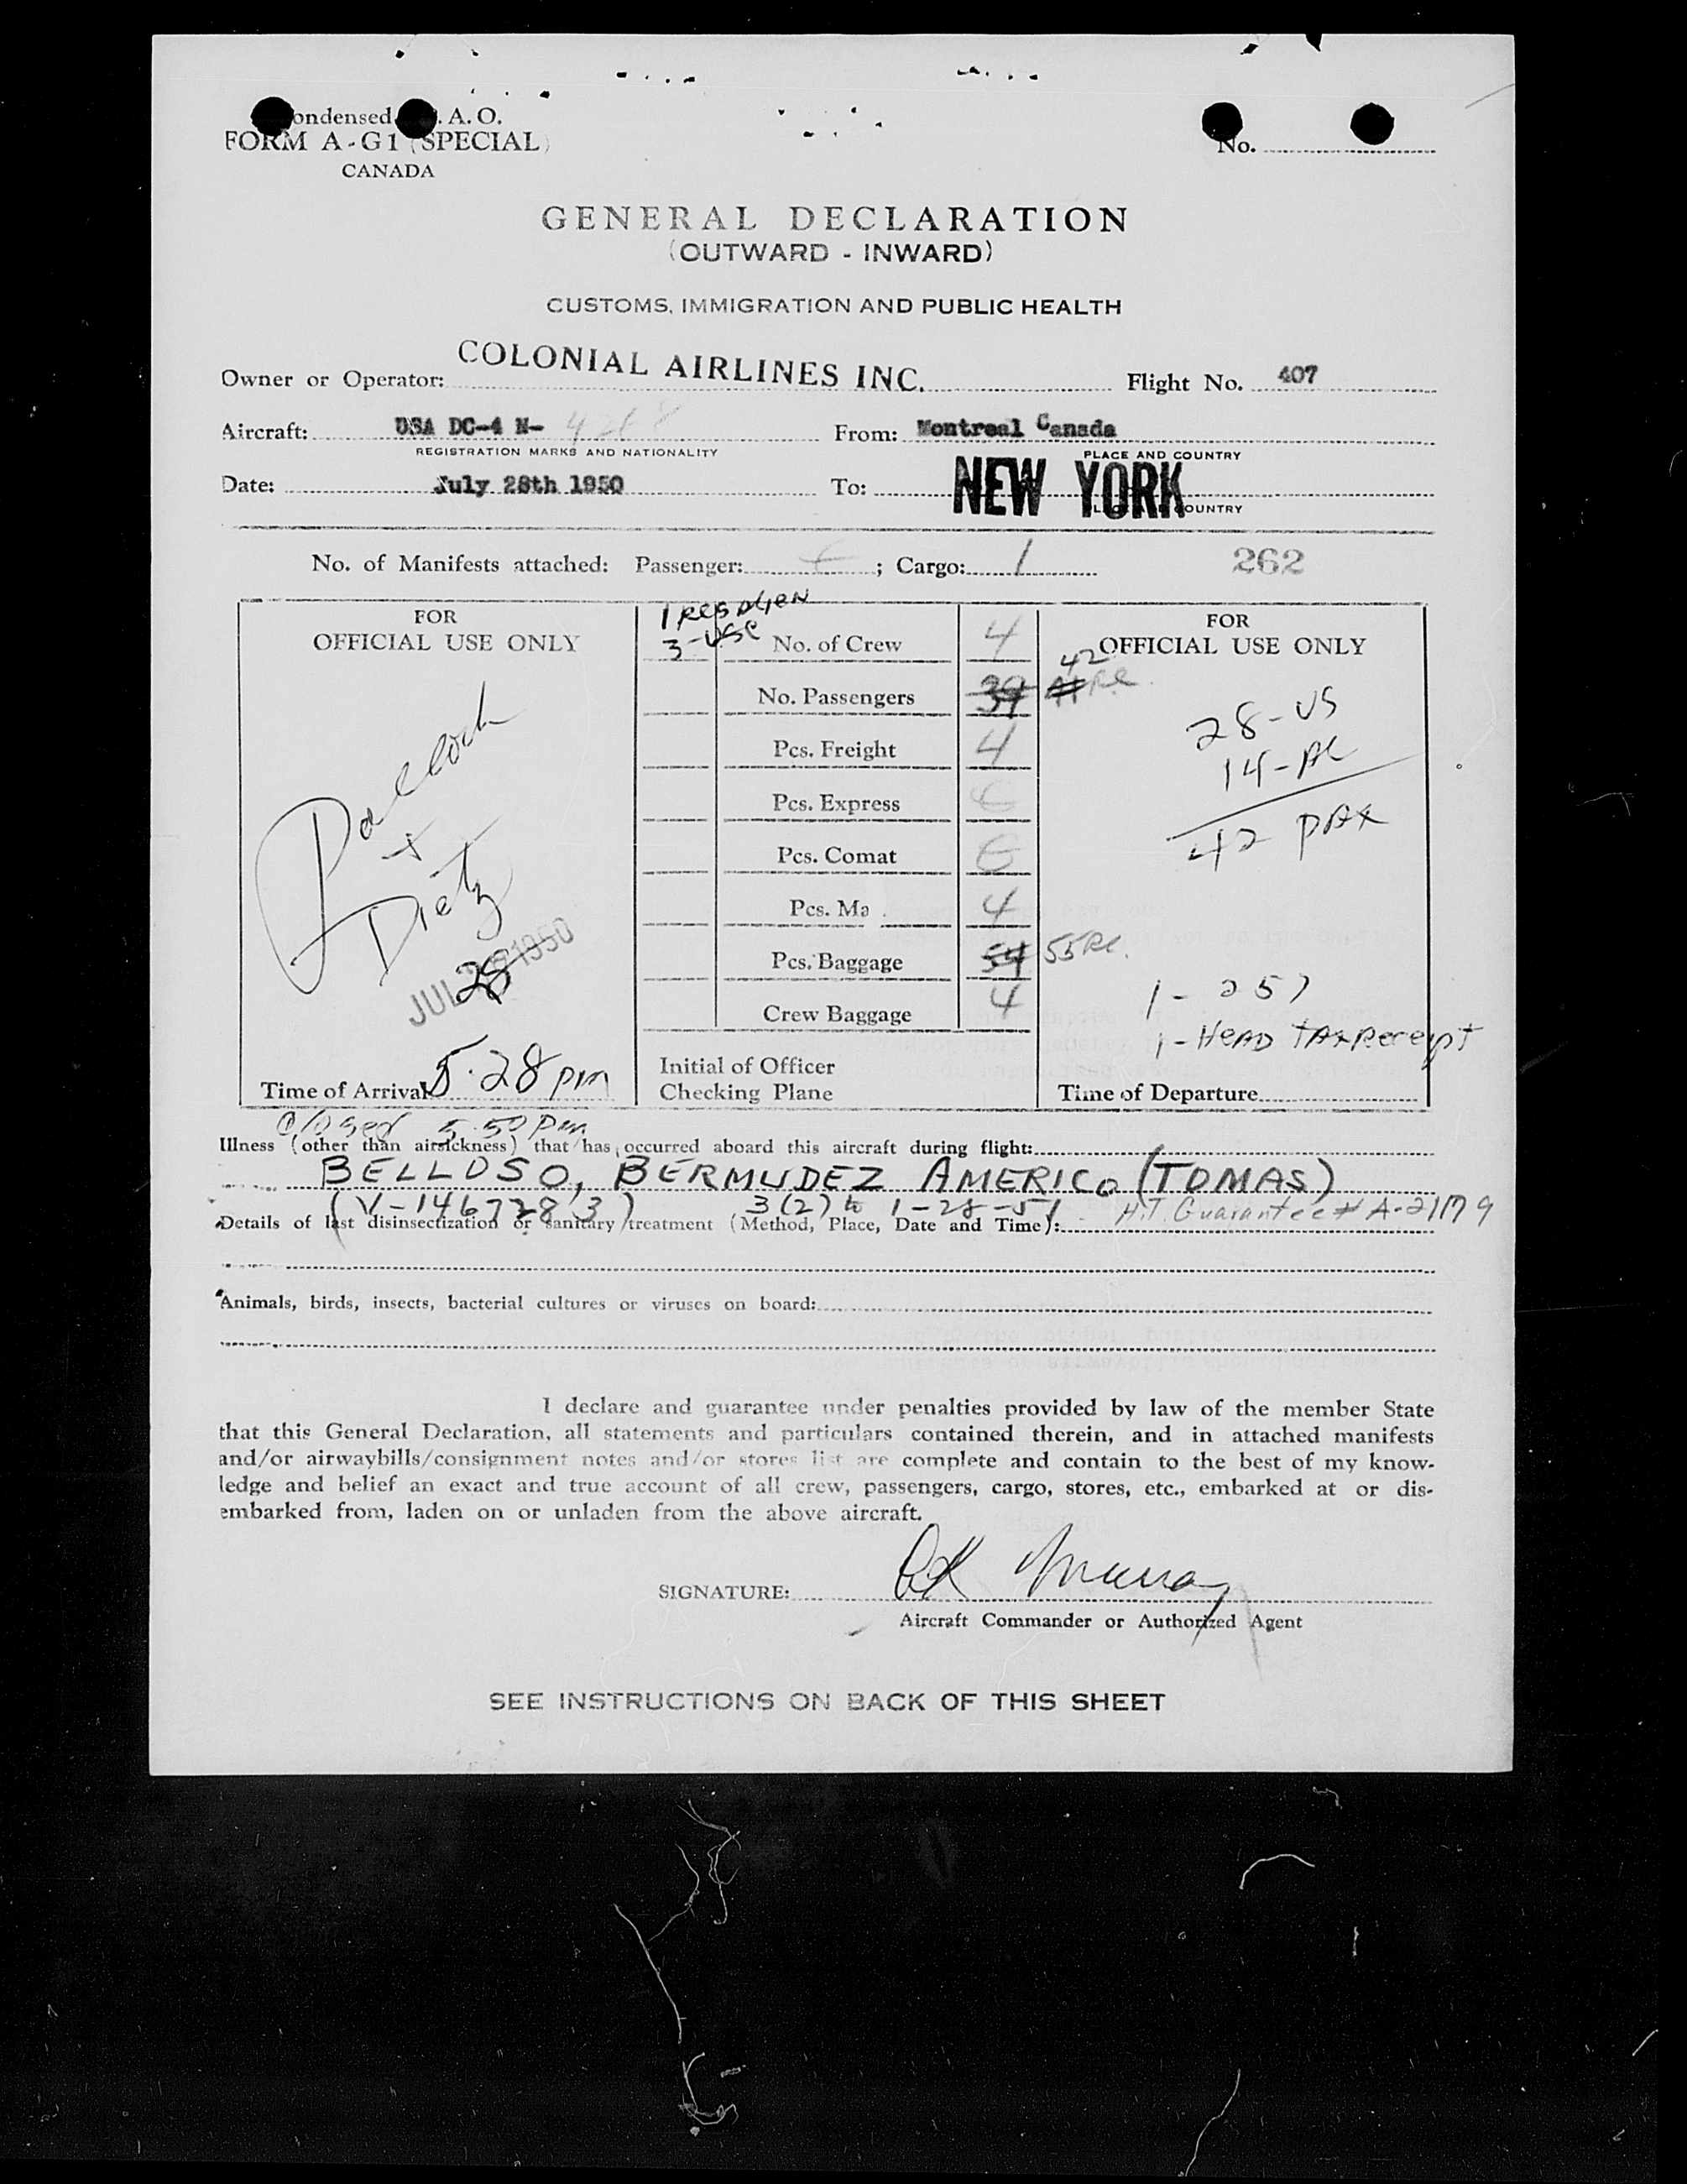 ondensed . A. O.
FORM A-G1 (SPECIAL)
CANADA
No.
GENERAL DECLARATION
(OUTWARD - INWARD)
CUSTOMS, IMMIGRATION AND PUBLIC HEALTH
Owner or Operator: COLONIAL AIRLINES INC. Flight No. 407
Aircraft: USA DC-4 N- From: Montreal Canada
REGISTRATION MARKS AND NATIONALITY PLACE AND COUNTRY
Date: July 28th 1950 To: NEW YORK
COUNTRY
No. of Manifests attached: Passenger: ; Cargo: 1 262
FOR
OFFICIAL USE ONLY
1 Res Alien
3-USC
No. of Crew 4
No. Passengers 39 42
Pcs. Freight 4
Pcs. Express
Pcs. Comat
Pcs. Ma 4
Pcs. Baggage 54 55
Crew Baggage 4
Initial of Officer
Checking Plane
+
Dietz
JUL 28 1950
Time of Arrival 5.28 pm
FOR
OFFICIAL USE ONLY
28-US
14-AL
42 PAX
1 - 257
1 - HEAD TAX Receipt
Time of Departure
Closed 5.50 pm
Illness (other than airsickness) that has occurred aboard this aircraft during flight:
BELLOSO, BERMUDEZ AMERICO (TOMAS)
(V-1467283) 3(2) to 1-28-51 H.T. Guarantee # A-21179
Details of last disinsectization or sanitary treatment (Method, Place, Date and Time):
Animals, birds, insects, bacterial cultures or viruses on board:
I declare and guarantee under penalties provided by law of the member State
that this General Declaration, all statements and particulars contained therein, and in attached manifests
and/or airwaybills/consignment notes and/or stores list are complete and contain to the best of my know-
ledge and belief an exact and true account of all crew, passengers, cargo, stores, etc., embarked at or dis-
embarked from, laden on or unladen from the above aircraft.
SIGNATURE:
Aircraft Commander or Authorized Agent
SEE INSTRUCTIONS ON BACK OF THIS SHEET